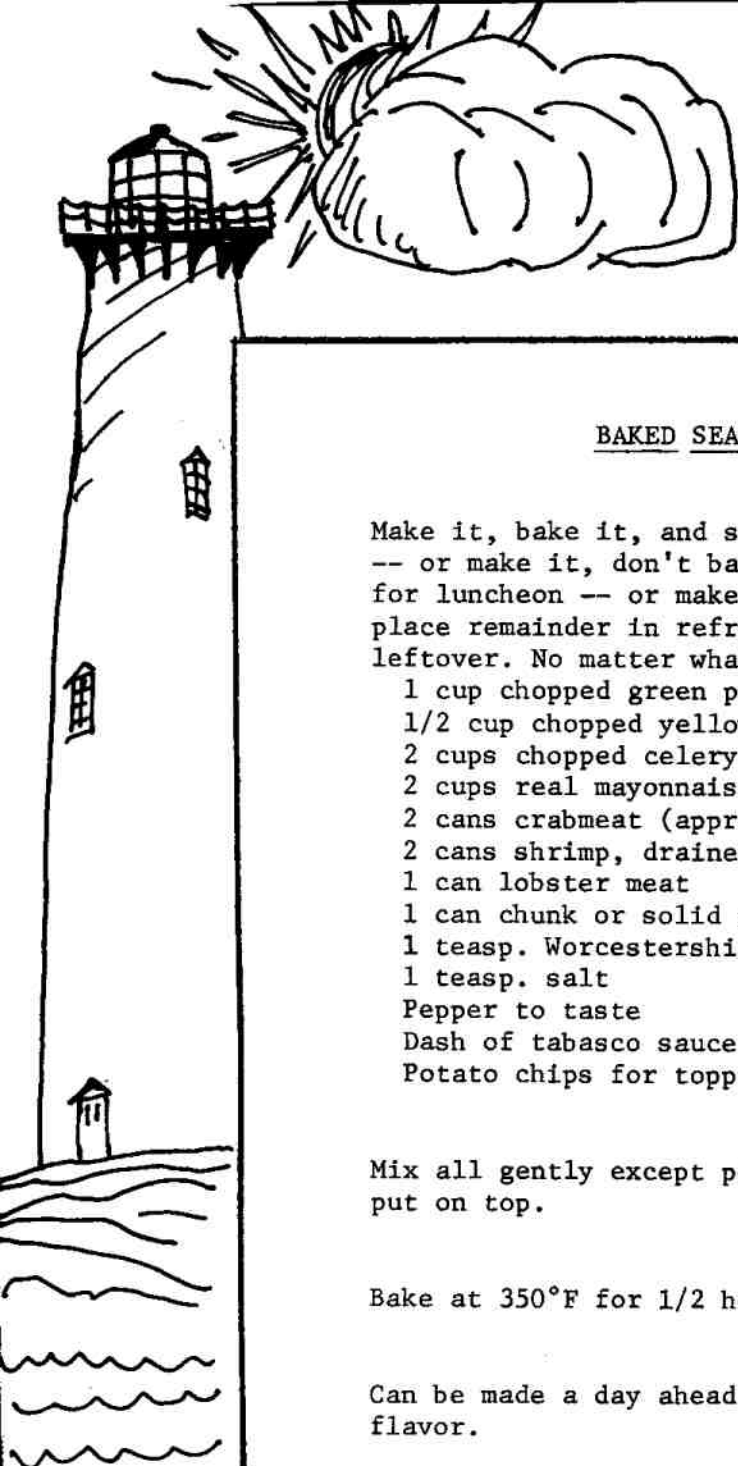 BAKED SEA
Make it, bake it, and s
-- or make it, don't ba
for luncheon -- or make
place remainder in refr
leftover. No matter wha
1 cup chopped green p
1/2 cup chopped yello
2 cups chopped celery
2 cups real mayonnais
2 cans crabmeat (appr
2 cans shrimp, draine
1 can lobster meat
1 can chunk or solid
1 teasp. Worcestershi
1 teasp. salt
Pepper to taste
Dash of tabasco sauce
Potato chips for topp
Mix all gently except p
put on top.
Bake at 350°F for 1/2 h
Can be made a day ahead
flavor.